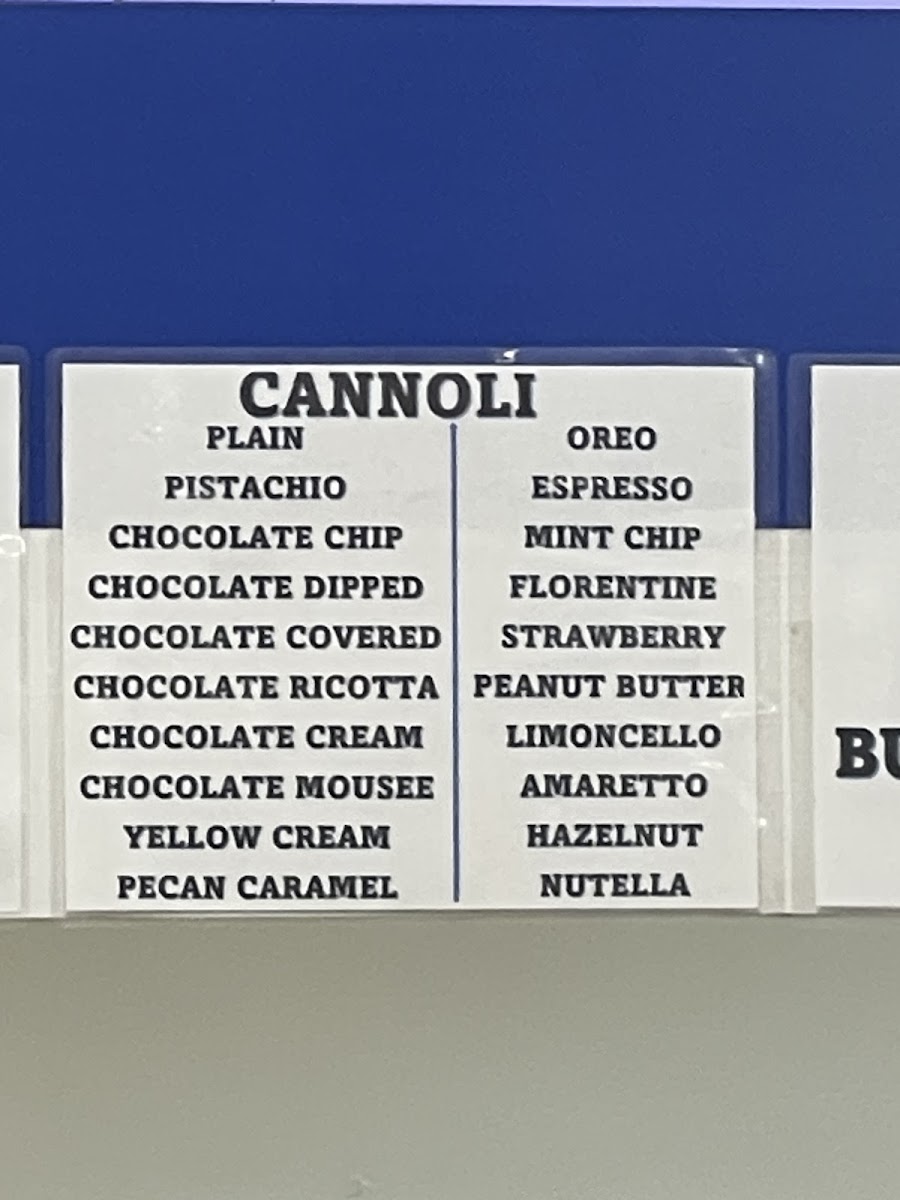 CANNOLI
PLAIN
PISTACHIO
CHOCOLATE CHIP
CHOCOLATE DIPPED
CHOCOLATE COVERED
CHOCOLATE RICOTTA
CHOCOLATE CREAM
CHOCOLATE MOUSEE
YELLOW CREAM
PECAN CARAMEL
OREO
ESPRESSO
MINT CHIP
FLORENTINE
STRAWBERRY
PEANUT BUTTER
LIMONCELLO
AMARETTO
HAZELNUT
NUTELLA
BU